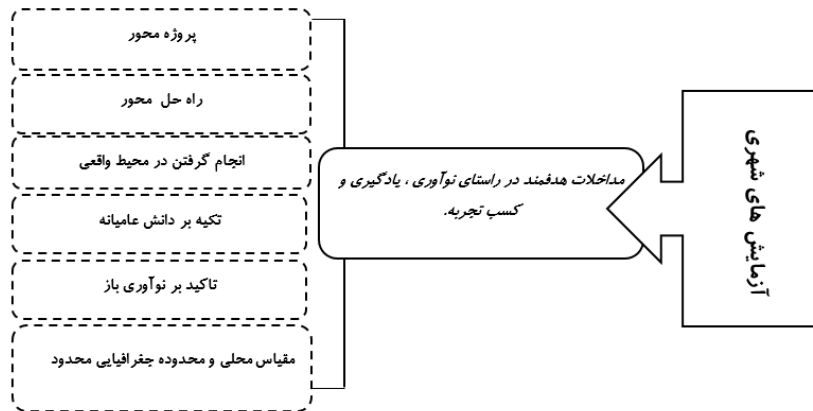 آزمایش های شهری
مداخلات هدفمند در راستای نوآوری ، یادگیری و
کسب تجربه.
پروژه محور
راه حل محور
انجام گرفتن در محیط واقعی
تکیه بر دانش عامیانه
تاکید بر نوآوری باز
مقیاس محلی و محدوده جغرافیایی محدود